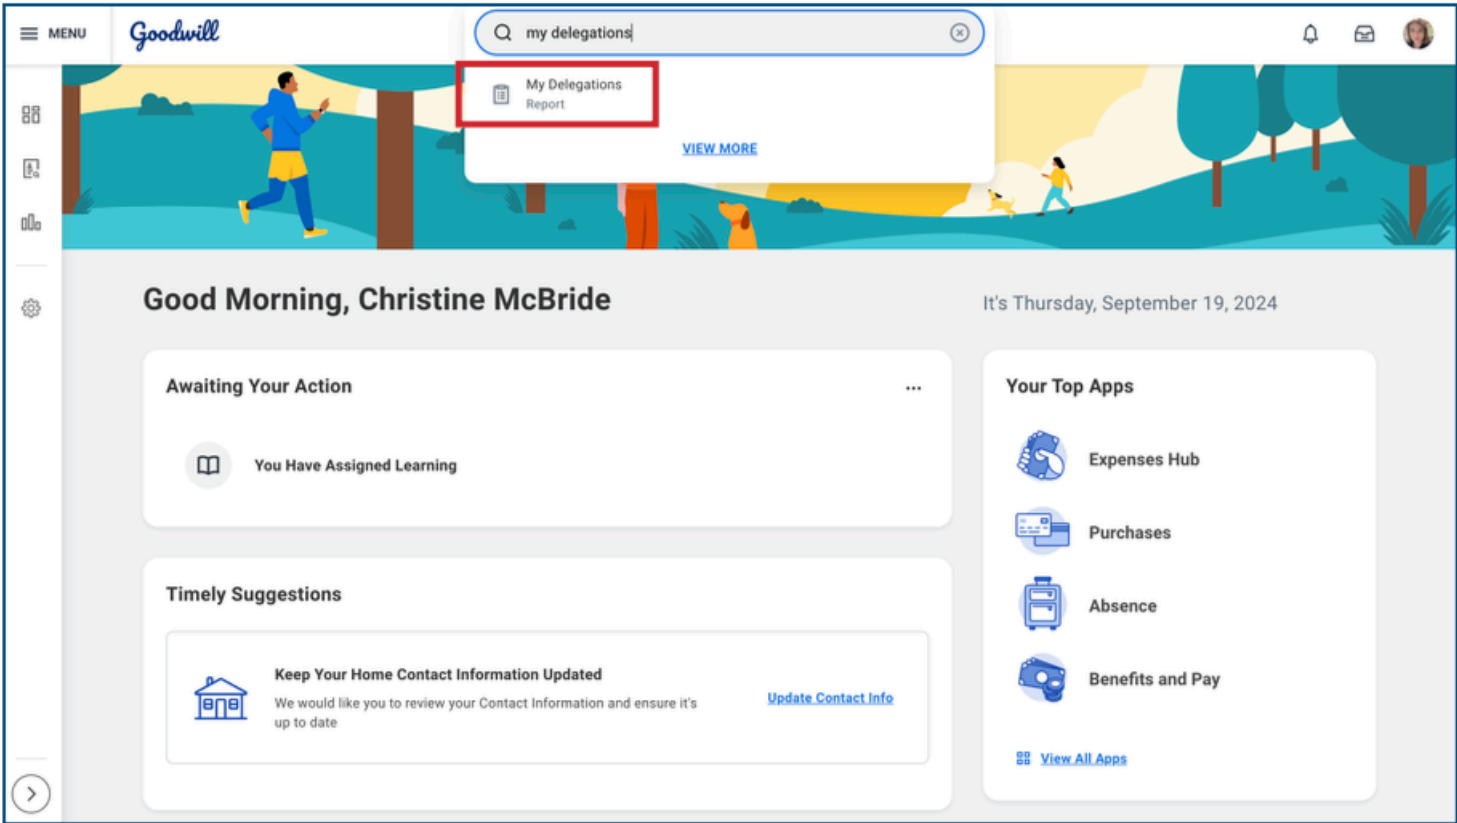 MENU
Goodwill
my delegations
My Delegations
Report
VIEW MORE
Good Morning, Christine McBride
It's Thursday, September 19, 2024
Awaiting Your Action
You Have Assigned Learning
Timely Suggestions
Keep Your Home Contact Information Updated
We would like you to review your Contact Information and ensure it's
up to date
Update Contact Info
Your Top Apps
Expenses Hub
Purchases
Absence
Benefits and Pay
View All Apps